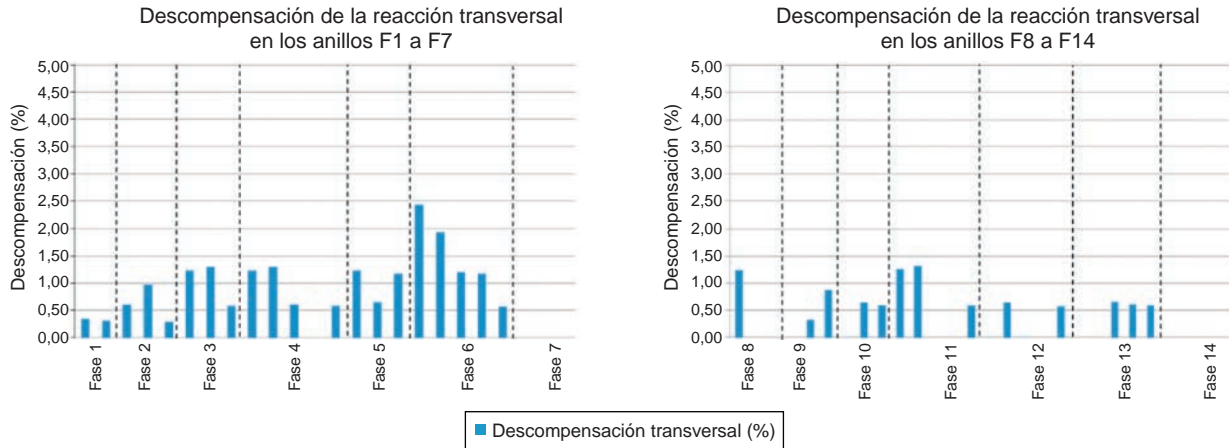 Descompensación de la reacción transversal
en los anillos F1 a F7
Descompensación (%)
5,00
4,50
4,00
3,50
3,00
2,50
2,00
1,50
1,00
0,50
0,00
Fase 1
Fase 2
Fase 3
Fase 4
Fase 5
Fase 6
Fase 7
Descompensación de la reacción transversal
en los anillos F8 a F14
Descompensación (%)
5,00
4,50
4,00
3,50
3,00
2,50
2,00
1,50
1,00
0,50
0,00
Fase 8
Fase 9
Fase 10
Fase 11
Fase 12
Fase 13
Fase 14
Descompensación transversal (%)